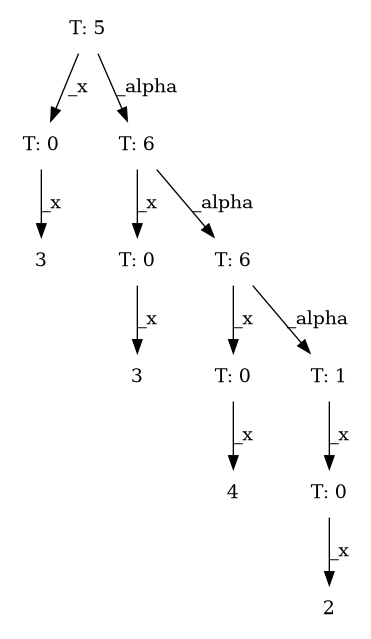 T: 5
_x
_alpha
T: 0
T: 6
_x
_x
_alpha
3
T: 0
T: 6
_x
_x
_alpha
3
T: 0
T: 1
_x
_x
4
T: 0
_x
2